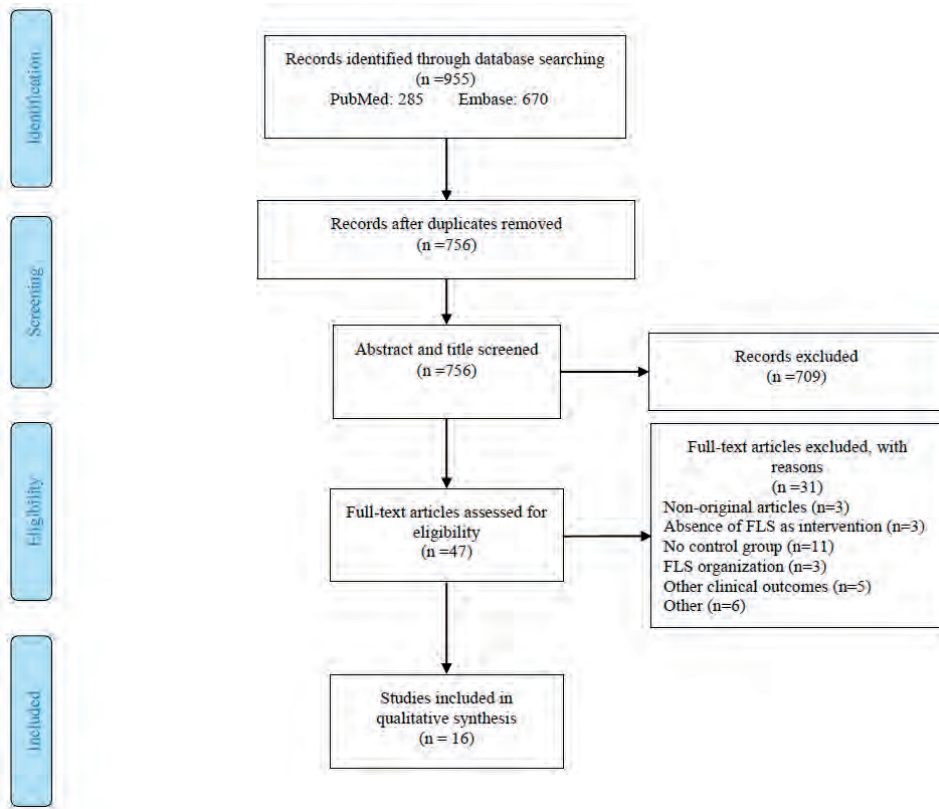 Identification
Records identified through database searching
(n =955)
PubMed: 285 Embase: 670
Screening
Records after duplicates removed
(n =756)
Abstract and title screened
(n =756)
Records excluded
(n =709)
Eligibility
Full-text articles assessed for
eligibility
(n =47)
Full-text articles excluded, with
reasons
(n =31)
Non-original articles (n=3)
Absence of FLS as intervention (n=3)
No control group (n=11)
FLS organization (n=3)
Other clinical outcomes (n=5)
Other (n=6)
Included
Studies included in
qualitative synthesis
(n = 16)